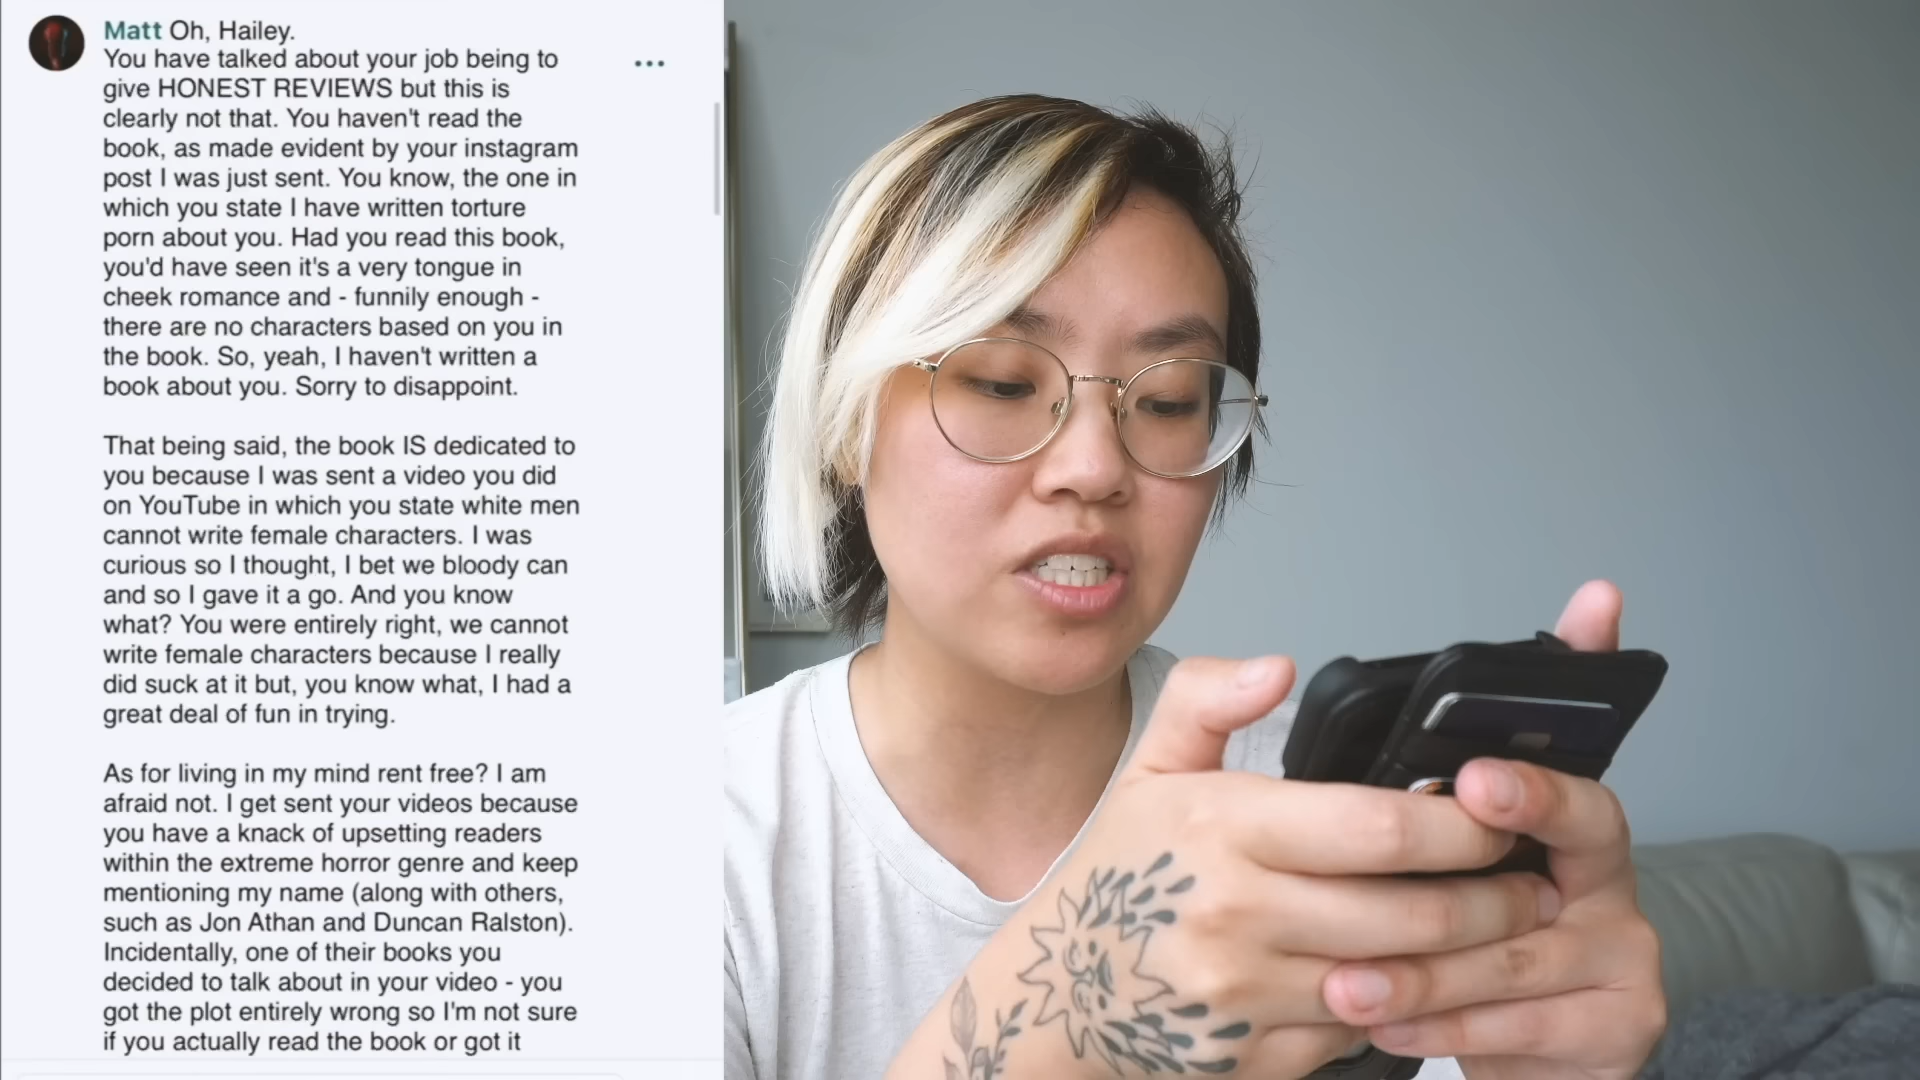 Matt Oh, Hailey.
You have talked about your job being to
give HONEST REVIEWS but this is
clearly not that. You haven't read the
book, as made evident by your instagram
post I was just sent. You know, the one in
which you state I have written torture
porn about you. Had you read this book,
you'd have seen it's a very tongue in
cheek romance and - funnily enough -
there are no characters based on you in
the book. So, yeah, I haven't written a
book about you. Sorry to disappoint.
That being said, the book IS dedicated to
you because I was sent a video you did
on YouTube in which you state white men
cannot write female characters. I was
curious so I thought, I bet we bloody can
and so I gave it a go. And you know
what? You were entirely right, we cannot
write female characters because I really
did suck at it but, you know what, I had a
great deal of fun in trying.
As for living in my mind rent free? I am
afraid not. I get sent your videos because
you have a knack of upsetting readers
within the extreme horror genre and keep
mentioning my name (along with others,
such as Jon Athan and Duncan Ralston).
Incidentally, one of their books you
decided to talk about in your video - you
got the plot entirely wrong so I'm not sure
if you actually read the book or got it